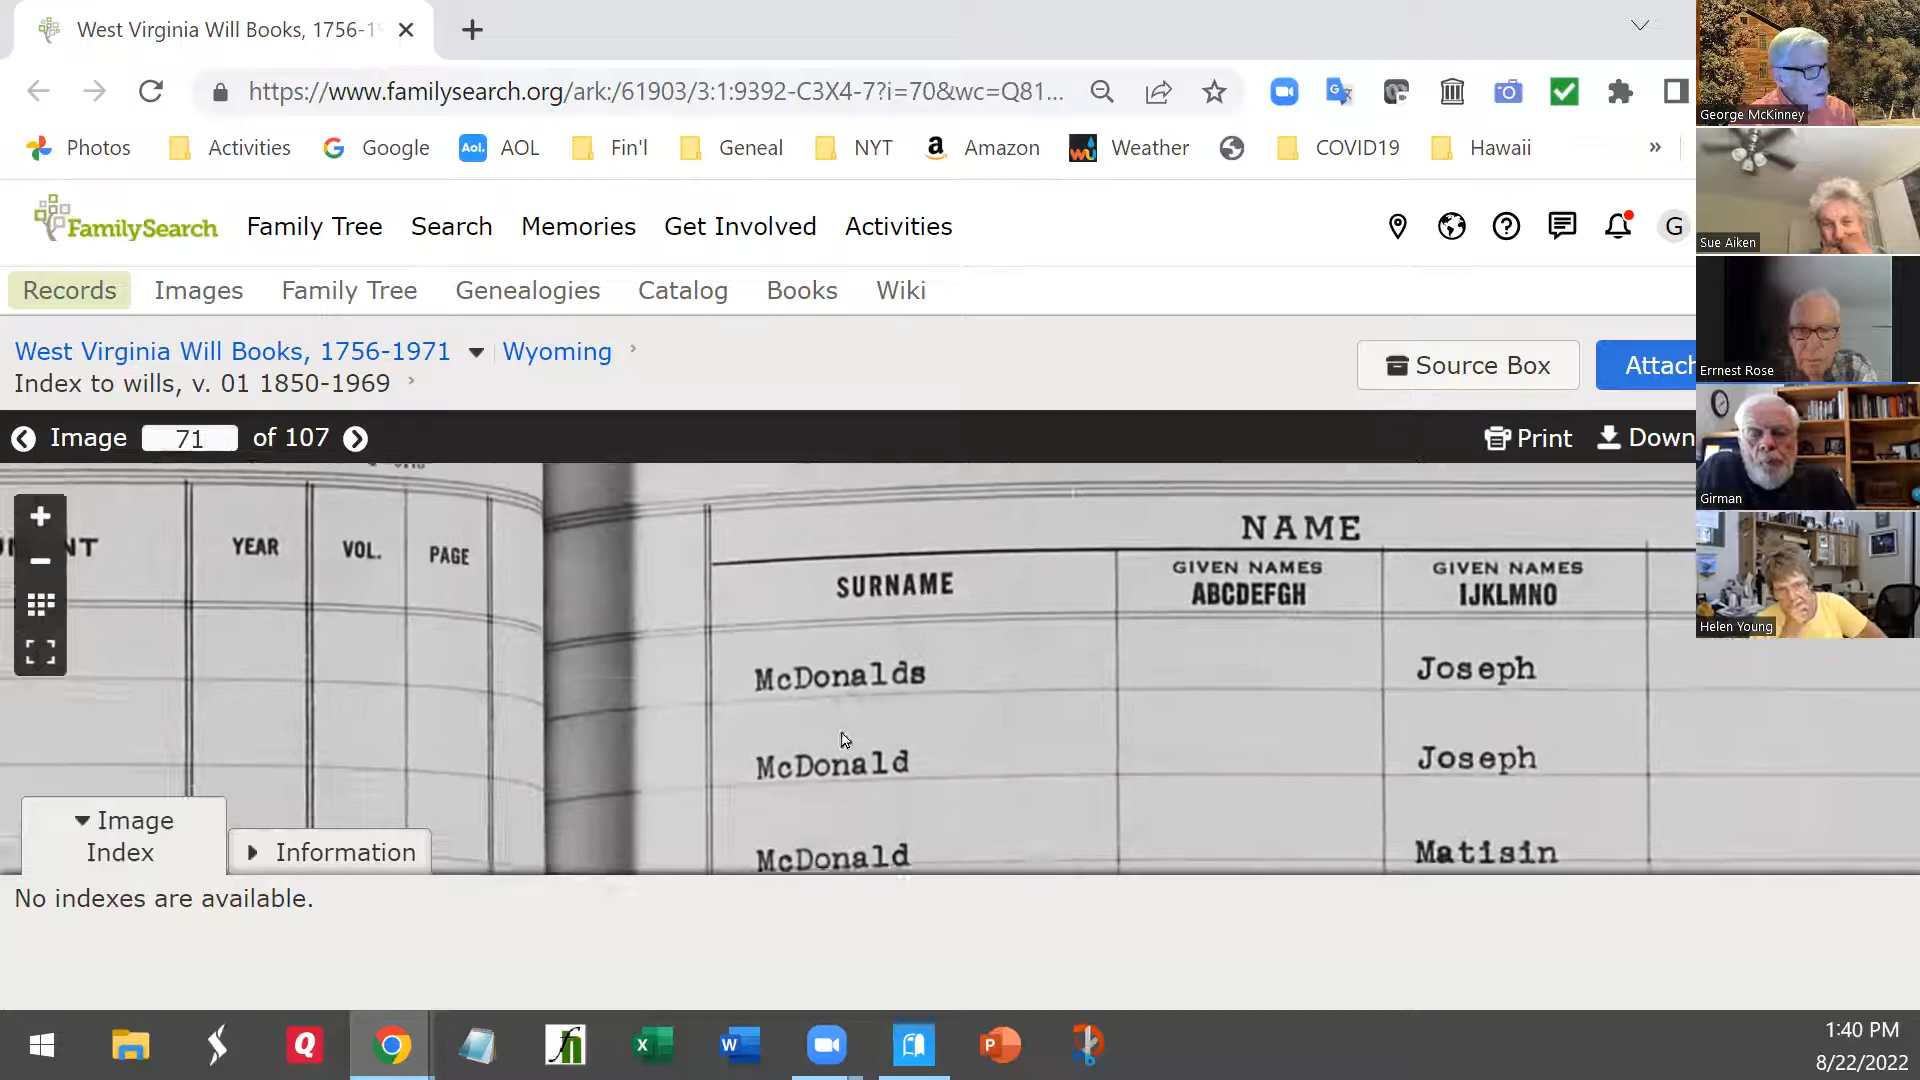 West Virginia Will Books, 1756-1
https://www.familysearch.org/ark:/61903/3:1:9392-C3X4-7?i=70&wc=Q81...
Photos Activities Google AOL Fin'l Geneal NYT Amazon Weather COVID19 Hawaii »
FamilySearch Family Tree Search Memories Get Involved Activities G
Records Images Family Tree Genealogies Catalog Books Wiki
West Virginia Will Books, 1756-1971 Wyoming
Index to wills, v. 01 1850-1969
Source Box Attach
Image 71 of 107 Print Down
NT YEAR VOL. PAGE
NAME
SURNAME GIVEN NAMES ABCDEFGH GIVEN NAMES IJKLMNO
McDonalds Joseph
McDonald Joseph
McDonald Matisin
Image Index Information
No indexes are available.
George McKinney
Sue Aiken
Errnest Rose
Girman
Helen Young
1:40 PM
8/22/2022